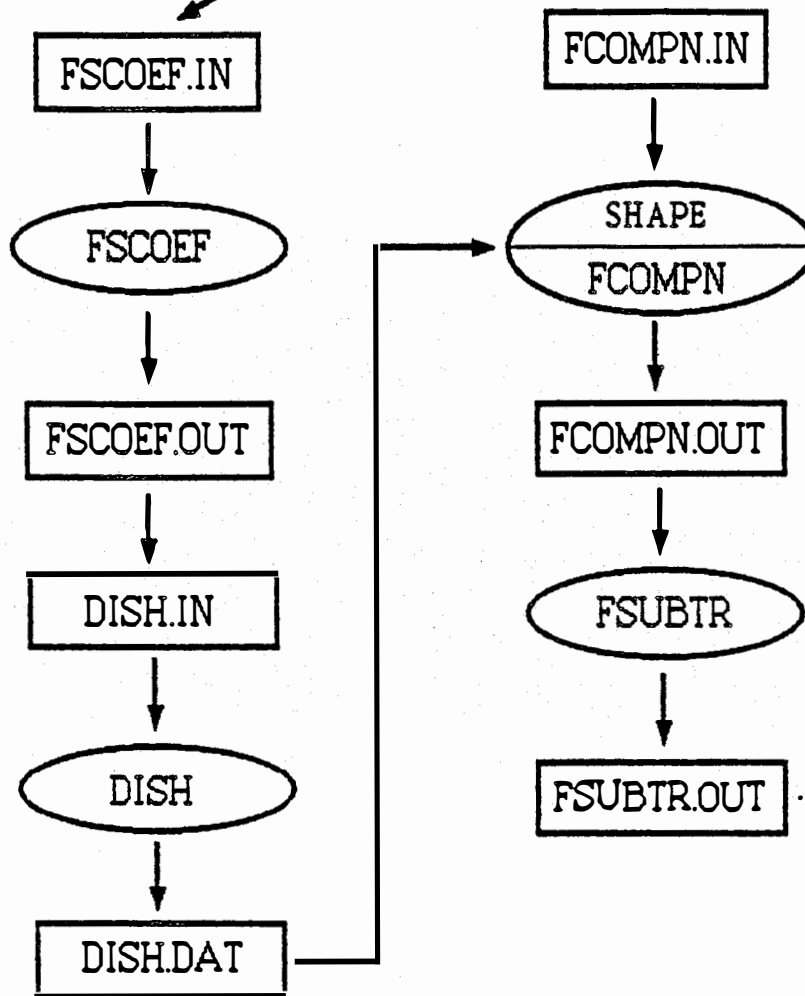 FSCOEF.IN
FSCOEF
FSCOEF.OUT
DISH.IN
DISH
DISH.DAT
FCOMPN.IN
SHAPE
FCOMPN
FCOMPN.OUT
FSUBTR
FSUBTR.OUT